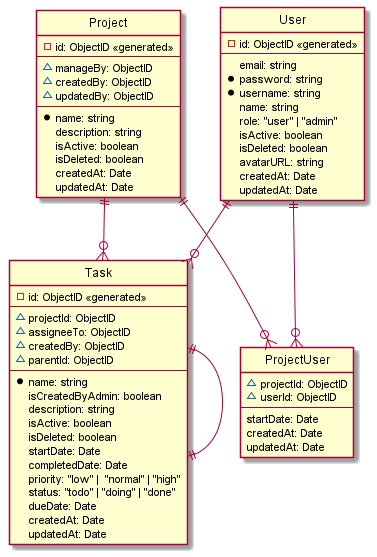 Project
id: ObjectID «generated»
manageBy: ObjectID
createdBy: ObjectID
updatedBy: ObjectID
name: string
description: string
isActive: boolean
isDeleted: boolean
createdAt: Date
updatedAt: Date
User
id: ObjectID «generated»
email: string
password: string
username: string
name: string
role: "user" | "admin"
isActive: boolean
isDeleted: boolean
avatarURL: string
createdAt: Date
updatedAt: Date
Task
id: ObjectID «generated»
projectId: ObjectID
assigneeTo: ObjectID
createdBy: ObjectID
parentId: ObjectID
name: string
isCreatedByAdmin: boolean
description: string
isActive: boolean
isDeleted: boolean
startDate: Date
completedDate: Date
priority: "low" | "normal" | "high"
status: "todo" | "doing" | "done"
dueDate: Date
createdAt: Date
updatedAt: Date
ProjectUser
projectId: ObjectID
userId: ObjectID
startDate: Date
createdAt: Date
updatedAt: Date